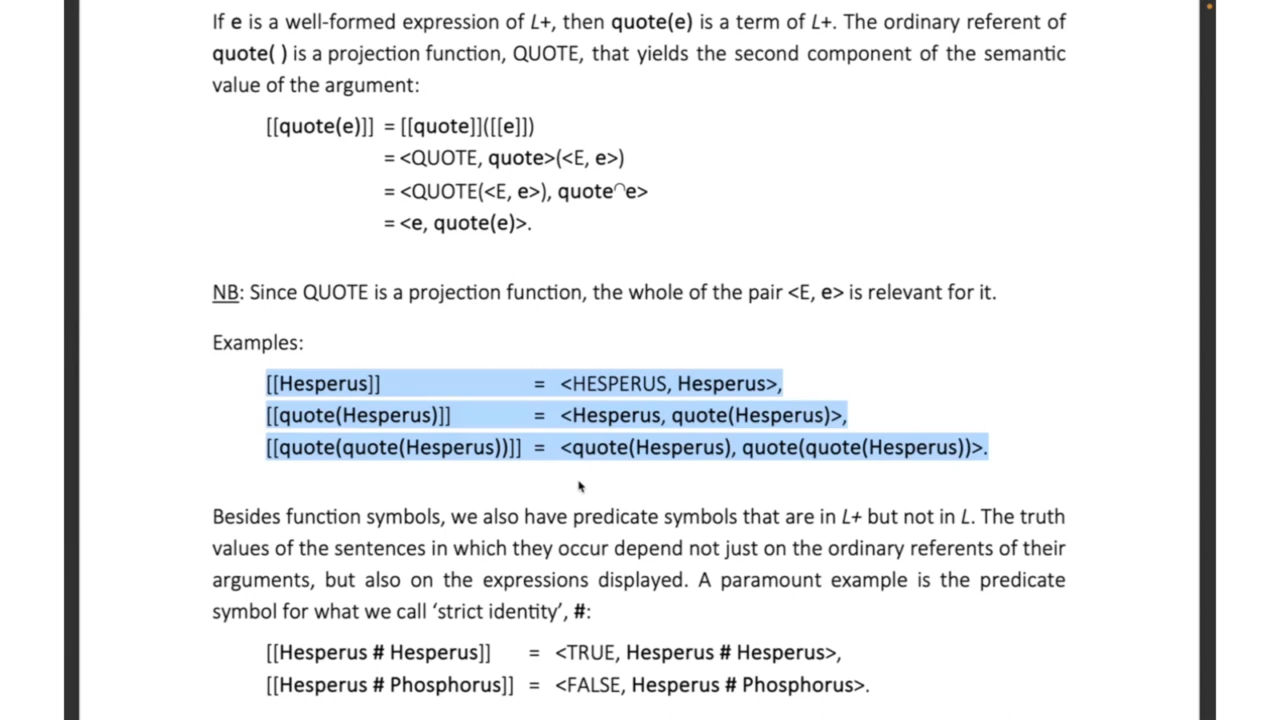 If e is a well-formed expression of L+, then quote(e) is a term of L+. The ordinary referent of
quote( ) is a projection function, QUOTE, that yields the second component of the semantic
value of the argument:
[[quote(e)]] = [[quote]]([[e]])
= <QUOTE, quote>(<E, e>)
= <QUOTE(<E, e>), quote⁀e>
= <e, quote(e)>.
NB: Since QUOTE is a projection function, the whole of the pair <E, e> is relevant for it.
Examples:
[[Hesperus]] = <HESPERUS, Hesperus>,
[[quote(Hesperus)]] = <Hesperus, quote(Hesperus)>,
[[quote(quote(Hesperus))]] = <quote(Hesperus), quote(quote(Hesperus))>.
Besides function symbols, we also have predicate symbols that are in L+ but not in L. The truth
values of the sentences in which they occur depend not just on the ordinary referents of their
arguments, but also on the expressions displayed. A paramount example is the predicate
symbol for what we call ‘strict identity’, #:
[[Hesperus # Hesperus]] = <TRUE, Hesperus # Hesperus>,
[[Hesperus # Phosphorus]] = <FALSE, Hesperus # Phosphorus>.